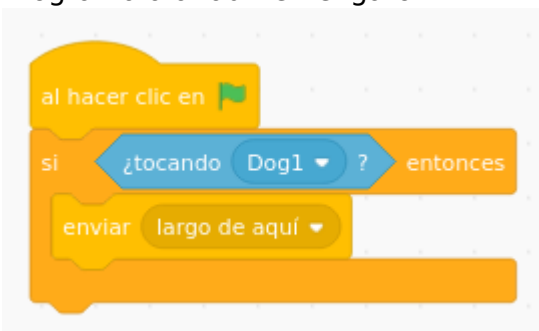 al hacer clic en
si ¿tocando Dog1 ? entonces
enviar largo de aquí